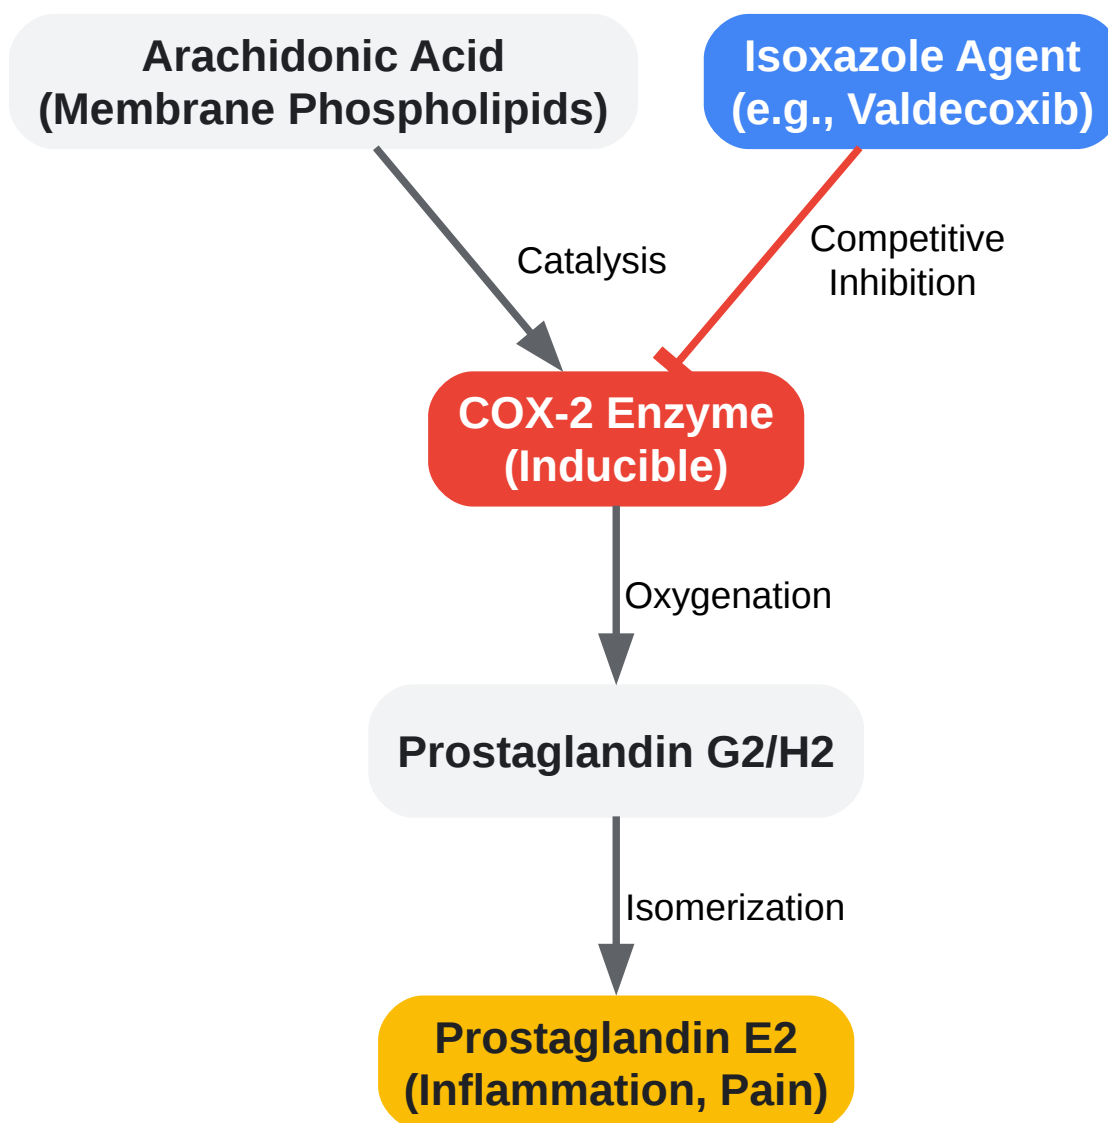 Arachidonic Acid
(Membrane Phospholipids)
Isoxazole Agent
(e.g., Valdecoxib)
Catalysis
Competitive
Inhibition
COX-2 Enzyme
(Inducible)
Oxygenation
Prostaglandin G2/H2
Isomerization
Prostaglandin E2
(Inflammation, Pain)